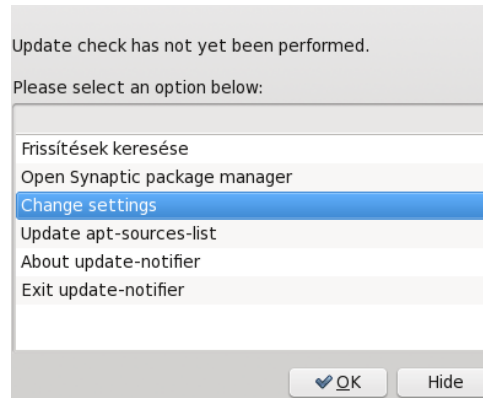 Update check has not yet been performed.
Please select an option below:
Frissítések keresése
Open Synaptic package manager
Change settings
Update apt-sources-list
About update-notifier
Exit update-notifier
OK
Hide